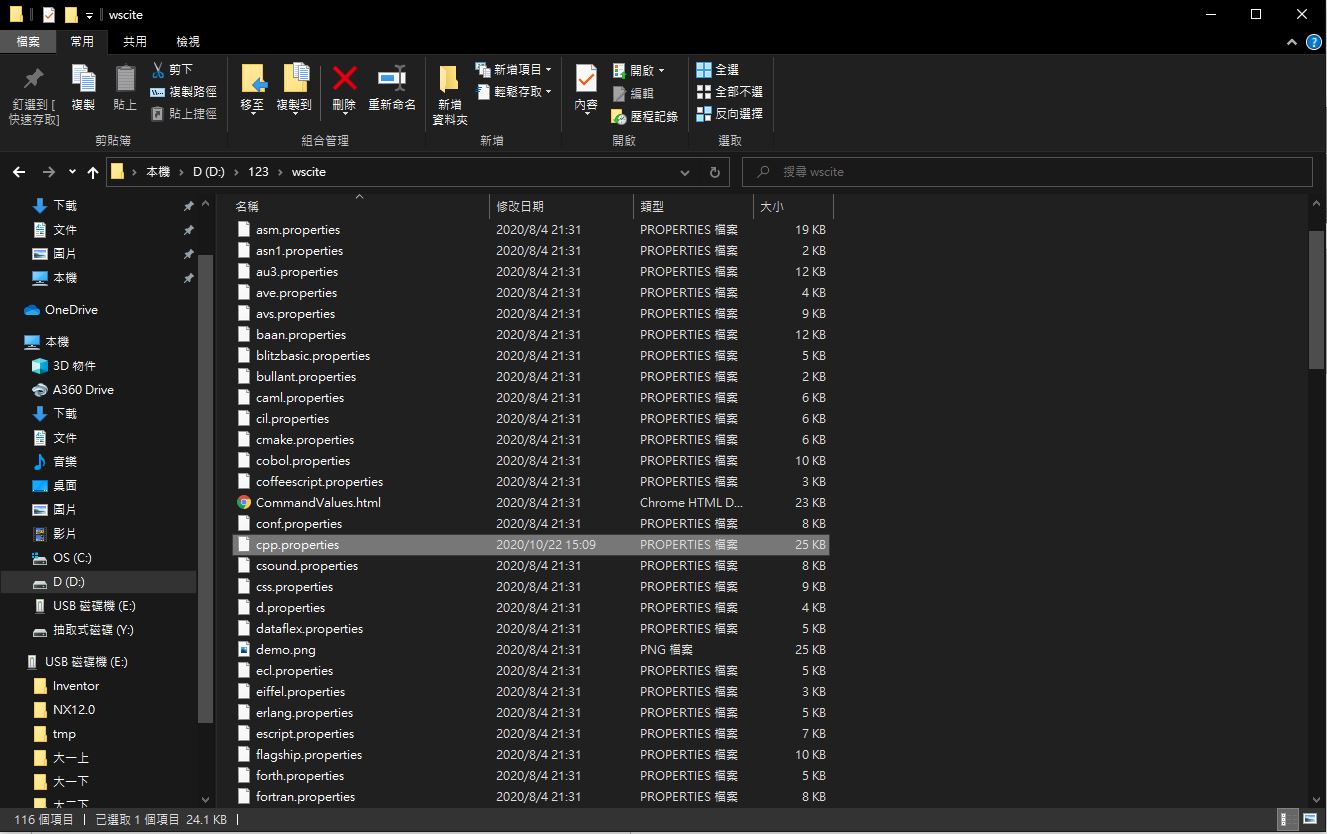 wscite
檔案 常用 共用 檢視
釘選到 [
快速存取]
複製
貼上
剪下
複製路徑
貼上捷徑
剪貼簿
移至
複製到
刪除
重新命名
組合管理
新增
資料夾
新增項目
輕鬆存取
新增
內容
開啟
編輯
歷程記錄
開啟
全選
全部不選
反向選擇
選取
本機 › D (D:) › 123 › wscite
搜尋 wscite
下載
文件
圖片
本機
OneDrive
本機
3D 物件
A360 Drive
下載
文件
音樂
桌面
圖片
影片
OS (C:)
D (D:)
USB 磁碟機 (E:)
抽取式磁碟 (Y:)
USB 磁碟機 (E:)
Inventor
NX12.0
tmp
大一上
大一下
大二下
名稱 修改日期 類型 大小
asm.properties 2020/8/4 21:31 PROPERTIES 檔案 19 KB
asn1.properties 2020/8/4 21:31 PROPERTIES 檔案 2 KB
au3.properties 2020/8/4 21:31 PROPERTIES 檔案 12 KB
ave.properties 2020/8/4 21:31 PROPERTIES 檔案 4 KB
avs.properties 2020/8/4 21:31 PROPERTIES 檔案 9 KB
baan.properties 2020/8/4 21:31 PROPERTIES 檔案 12 KB
blitzbasic.properties 2020/8/4 21:31 PROPERTIES 檔案 5 KB
bullant.properties 2020/8/4 21:31 PROPERTIES 檔案 2 KB
caml.properties 2020/8/4 21:31 PROPERTIES 檔案 6 KB
cil.properties 2020/8/4 21:31 PROPERTIES 檔案 6 KB
cmake.properties 2020/8/4 21:31 PROPERTIES 檔案 6 KB
cobol.properties 2020/8/4 21:31 PROPERTIES 檔案 10 KB
coffeescript.properties 2020/8/4 21:31 PROPERTIES 檔案 3 KB
CommandValues.html 2020/8/4 21:31 Chrome HTML D... 23 KB
conf.properties 2020/8/4 21:31 PROPERTIES 檔案 8 KB
cpp.properties 2020/10/22 15:09 PROPERTIES 檔案 25 KB
csound.properties 2020/8/4 21:31 PROPERTIES 檔案 8 KB
css.properties 2020/8/4 21:31 PROPERTIES 檔案 9 KB
d.properties 2020/8/4 21:31 PROPERTIES 檔案 4 KB
dataflex.properties 2020/8/4 21:31 PROPERTIES 檔案 5 KB
demo.png 2020/8/4 21:31 PNG 檔案 25 KB
ecl.properties 2020/8/4 21:31 PROPERTIES 檔案 5 KB
eiffel.properties 2020/8/4 21:31 PROPERTIES 檔案 3 KB
erlang.properties 2020/8/4 21:31 PROPERTIES 檔案 5 KB
escript.properties 2020/8/4 21:31 PROPERTIES 檔案 7 KB
flagship.properties 2020/8/4 21:31 PROPERTIES 檔案 10 KB
forth.properties 2020/8/4 21:31 PROPERTIES 檔案 5 KB
fortran.properties 2020/8/4 21:31 PROPERTIES 檔案 8 KB
116 個項目 已選取 1 個項目 24.1 KB